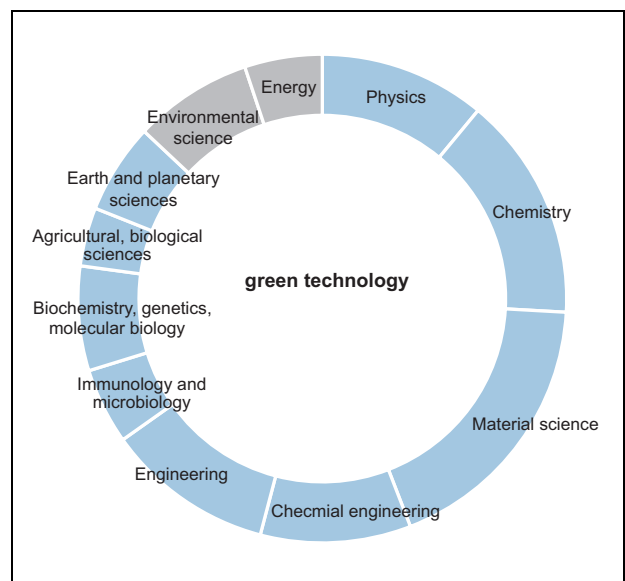 Energy
Physics
Environmental
science
Earth and planetary
sciences
Chemistry
Agricultural, biological
sciences
green technology
Biochemistry, genetics,
molecular biology
Immunology and
microbiology
Material science
Engineering
Checmial engineering